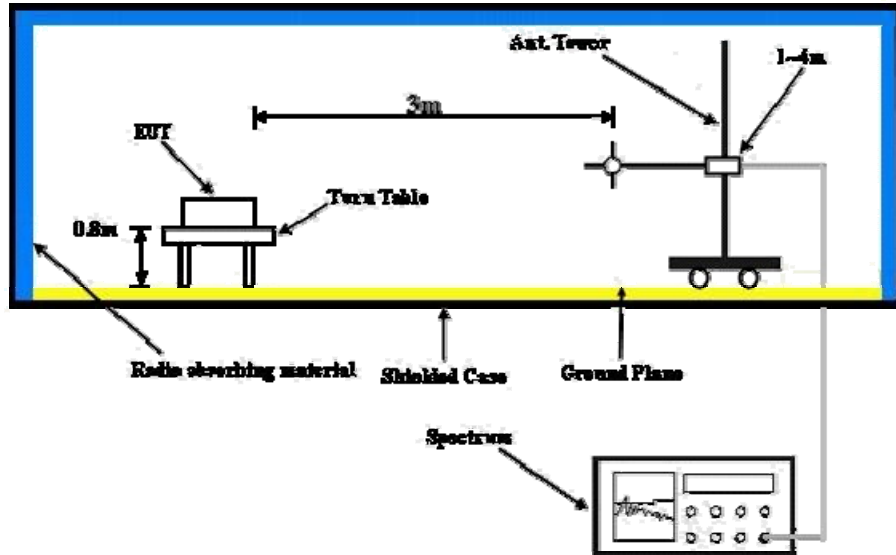 Ant. Tower
1~4m
3m
EUT
Turn Table
0.8m
Radio absorbing material
Shielded Case
Ground Plane
Spectrum